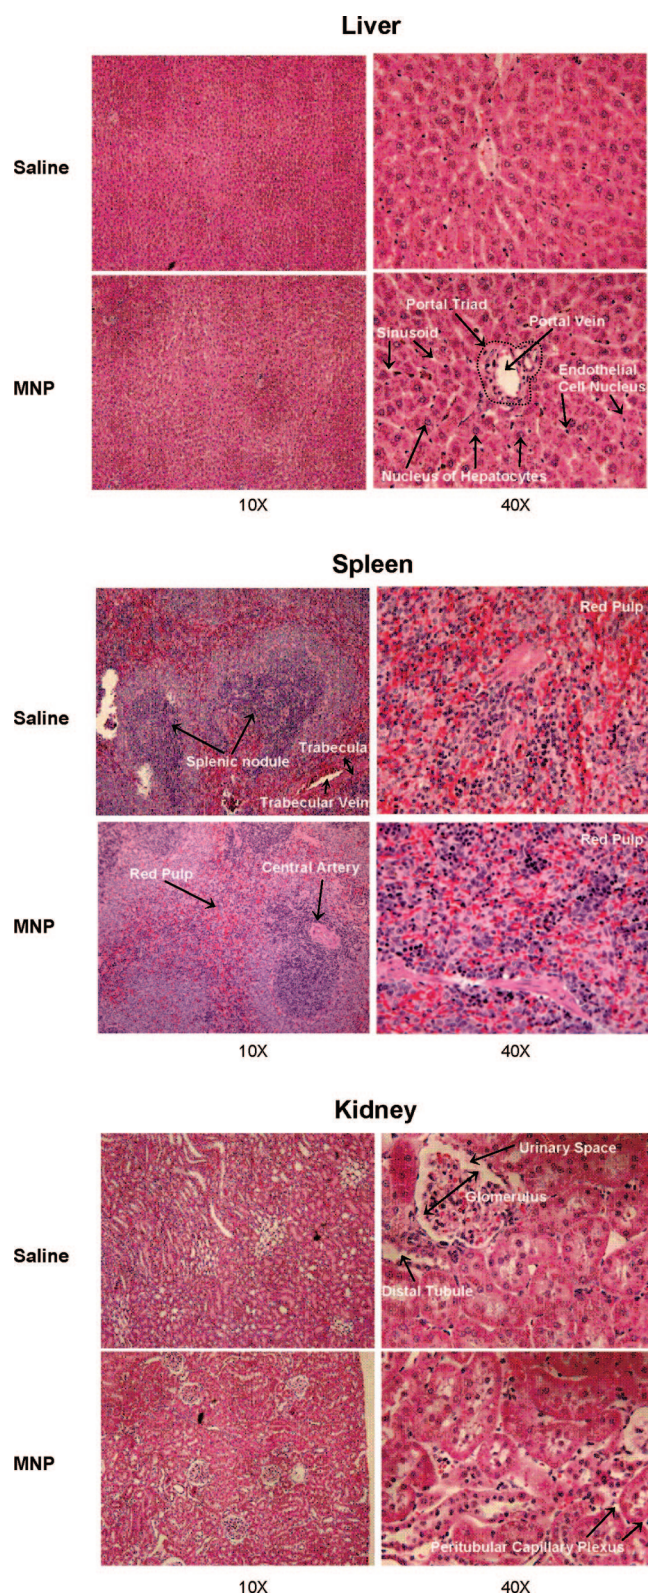 Liver
Saline
MNP
Portal Triad
Portal Vein
Sinusoid
Endothelial
Cell Nucleus
Nucleus of Hepatocytes
10X
40X
Spleen
Saline
Red Pulp
Splenic nodule
Trabecula
Trabecular Vein
MNP
Red Pulp
Central Artery
Red Pulp
10X
40X
Kidney
Saline
Urinary Space
Glomerulus
Distal Tubule
MNP
Peritubular Capillary Plexus
10X
40X